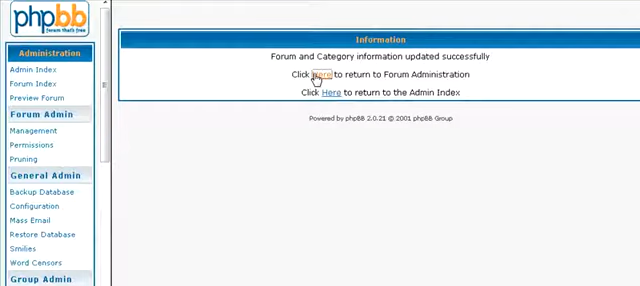 phpBB
forum that's free
Administration
Admin Index
Forum Index
Preview Forum
Forum Admin
Management
Permissions
Pruning
General Admin
Backup Database
Configuration
Mass Email
Restore Database
Smilies
Word Censors
Group Admin
Information
Forum and Category information updated successfully
Click Here to return to Forum Administration
Click Here to return to the Admin Index
Powered by phpBB 2.0.21 © 2001 phpBB Group